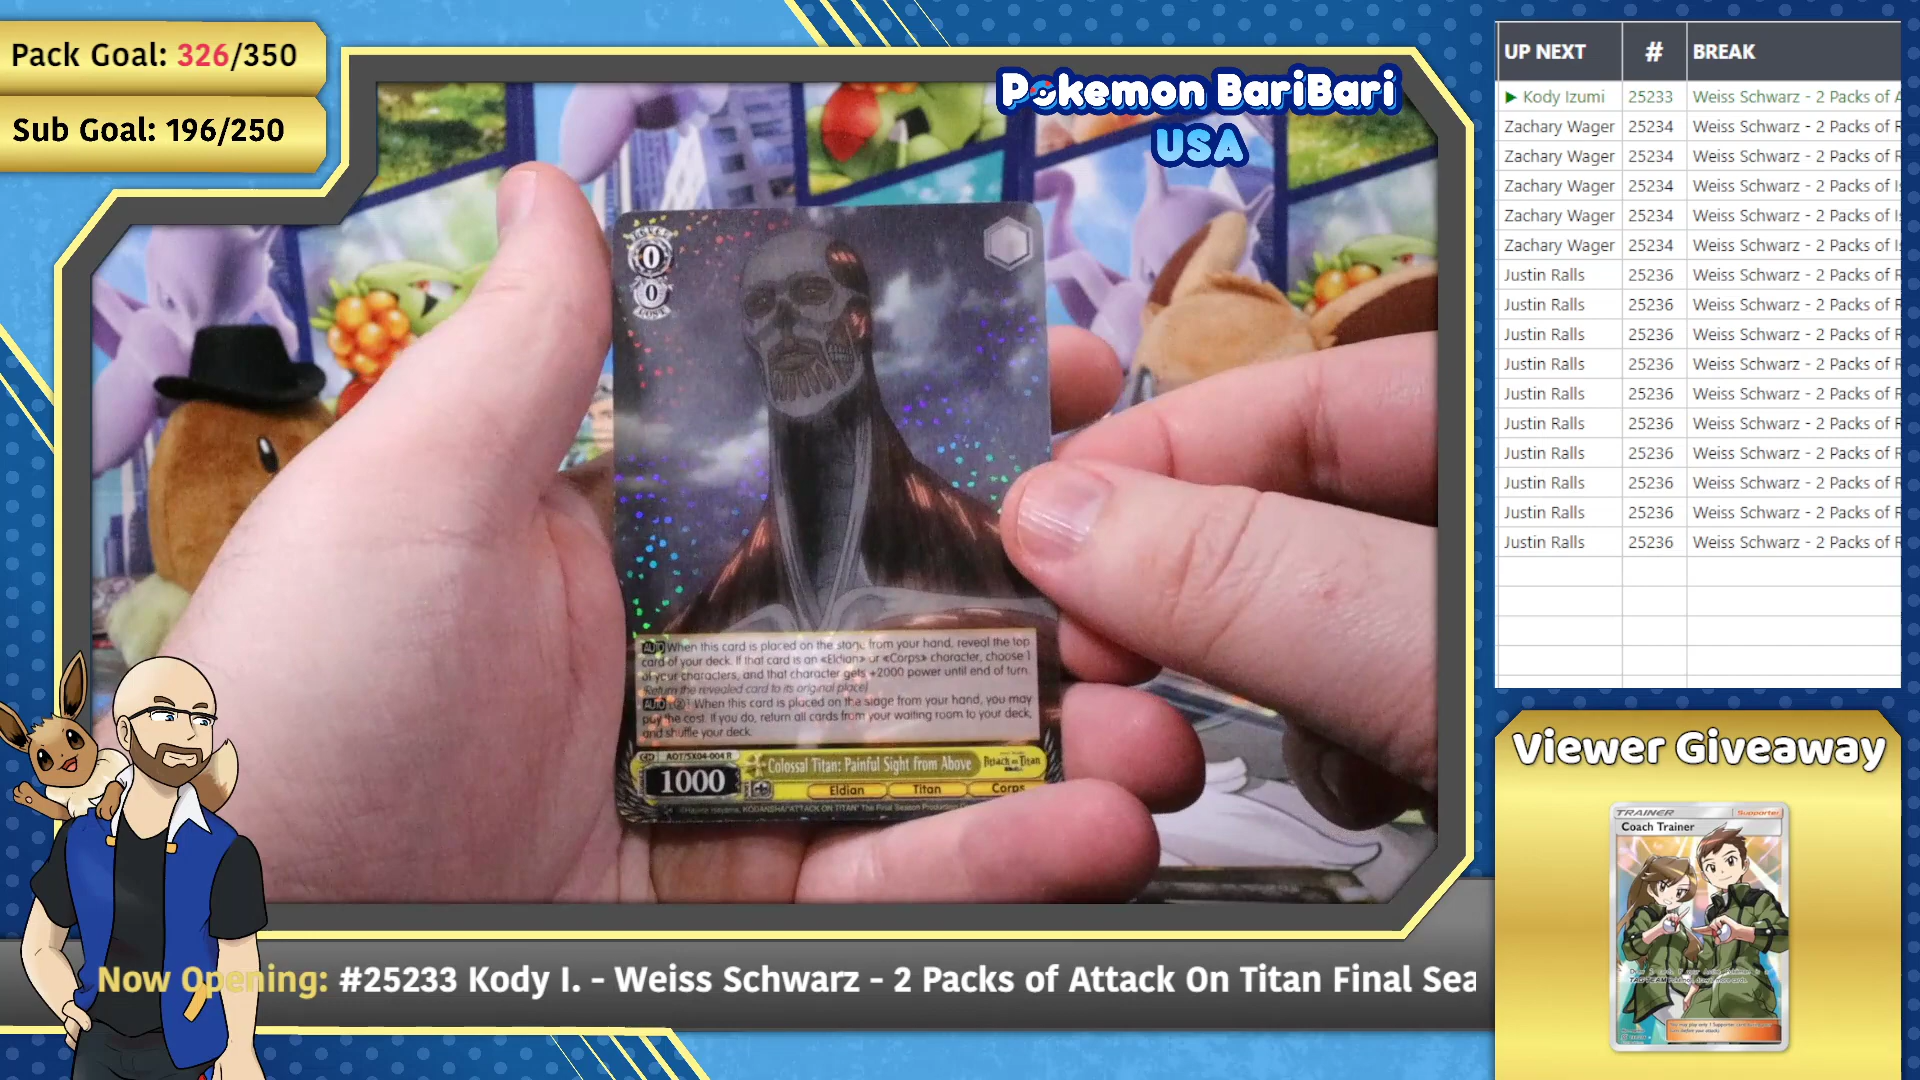 Pack Goal: 326/350
Sub Goal: 196/250
Pokemon BariBari
USA
0
0
COST
AUTO When this card is placed on the stage from your hand, reveal the top
card of your deck. If that card is an «Eldian» or «Corps» character, choose 1
of your characters, and that character gets +2000 power until end of turn.
(Return the revealed card to its original place)
AUTO [(2)] When this card is placed on the stage from your hand, you may
pay the cost. If you do, return all cards from your waiting room to your deck,
and shuffle your deck.
CH AOT/SX04-004 R
Colossal Titan: Painful Sight from Above
Attack on Titan
1000
Eldian Titan Corps
UP NEXT # BREAK
▶ Kody Izumi 25233 Weiss Schwarz - 2 Packs of A
Zachary Wager 25234 Weiss Schwarz - 2 Packs of R
Zachary Wager 25234 Weiss Schwarz - 2 Packs of R
Zachary Wager 25234 Weiss Schwarz - 2 Packs of I
Zachary Wager 25234 Weiss Schwarz - 2 Packs of I
Zachary Wager 25234 Weiss Schwarz - 2 Packs of I
Justin Ralls 25236 Weiss Schwarz - 2 Packs of R
Justin Ralls 25236 Weiss Schwarz - 2 Packs of R
Justin Ralls 25236 Weiss Schwarz - 2 Packs of R
Justin Ralls 25236 Weiss Schwarz - 2 Packs of R
Justin Ralls 25236 Weiss Schwarz - 2 Packs of R
Justin Ralls 25236 Weiss Schwarz - 2 Packs of R
Justin Ralls 25236 Weiss Schwarz - 2 Packs of R
Justin Ralls 25236 Weiss Schwarz - 2 Packs of R
Justin Ralls 25236 Weiss Schwarz - 2 Packs of R
Justin Ralls 25236 Weiss Schwarz - 2 Packs of R
Viewer Giveaway
TRAINER Supporter
Coach Trainer
Now Opening: #25233 Kody I. - Weiss Schwarz - 2 Packs of Attack On Titan Final Sea